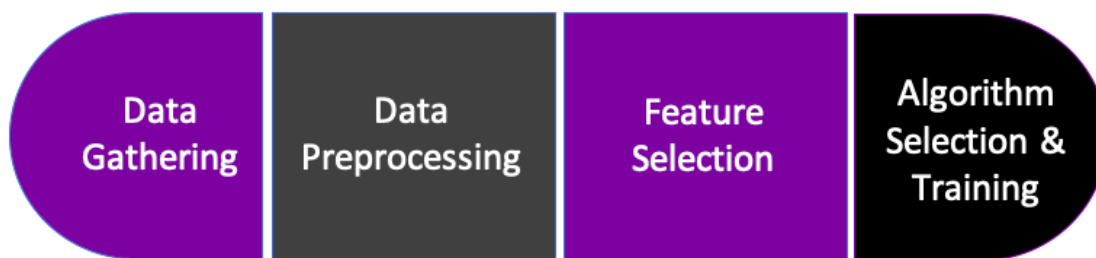 Data
Gathering
Data
Preprocessing
Feature
Selection
Algorithm
Selection &
Training